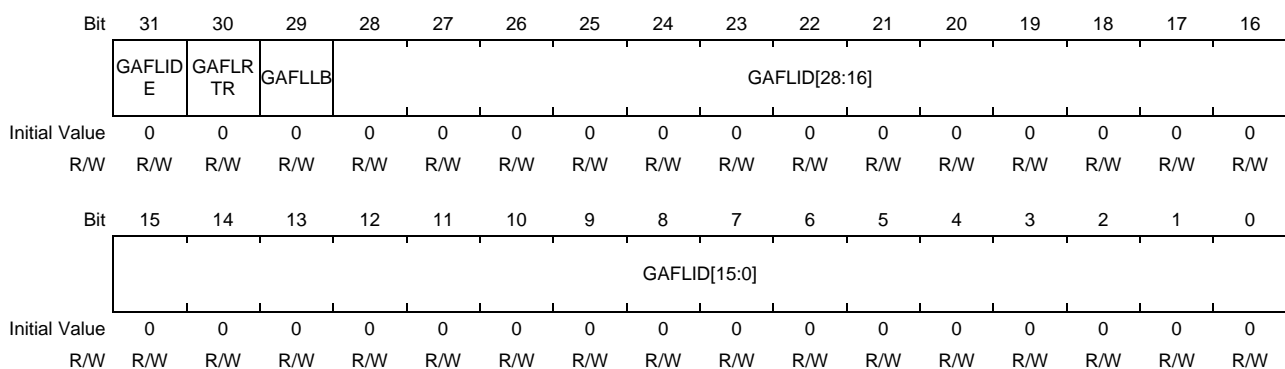 Bit 31 30 29 28 27 26 25 24 23 22 21 20 19 18 17 16
GAFLID GAFLR GAFLLB GAFLID[28:16]
E TR
Initial Value 0 0 0 0 0 0 0 0 0 0 0 0 0 0 0 0
R/W R/W R/W R/W R/W R/W R/W R/W R/W R/W R/W R/W R/W R/W R/W R/W R/W
Bit 15 14 13 12 11 10 9 8 7 6 5 4 3 2 1 0
GAFLID[15:0]
Initial Value 0 0 0 0 0 0 0 0 0 0 0 0 0 0 0 0
R/W R/W R/W R/W R/W R/W R/W R/W R/W R/W R/W R/W R/W R/W R/W R/W R/W